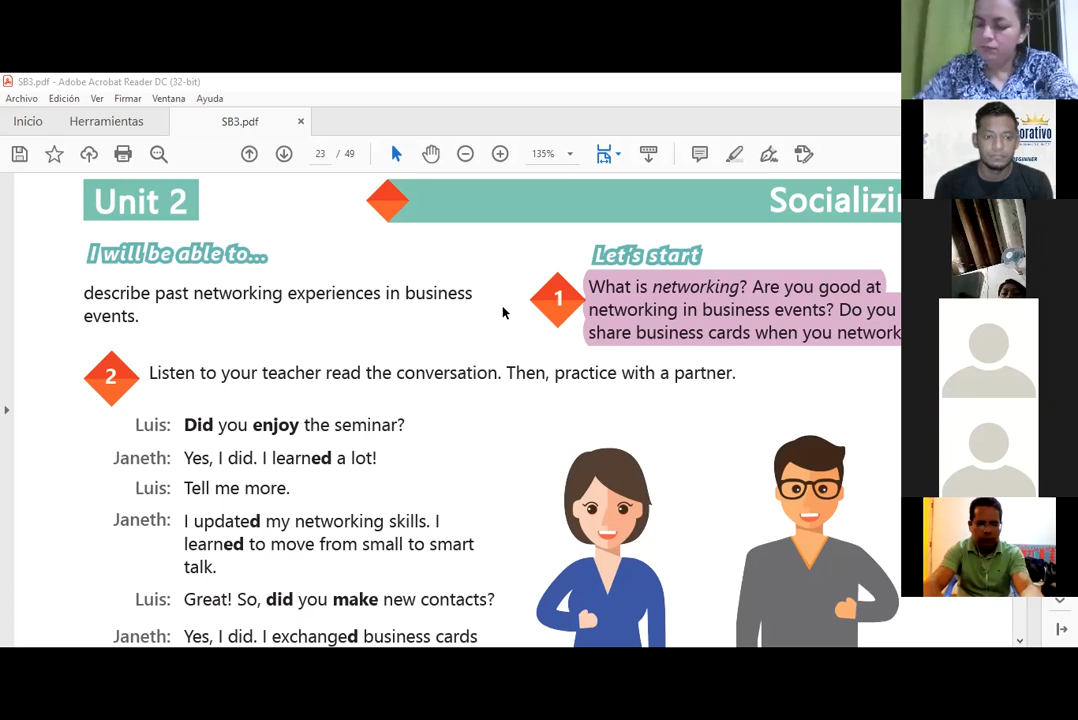 SB3.pdf - Adobe Acrobat Reader DC (32-bit)
Archivo Edición Ver Firmar Ventana Ayuda
Inicio Herramientas SB3.pdf ×
23 / 49 135%
Unit 2
I will be able to...
Let's start
describe past networking experiences in business
events.
1
What is networking? Are you good at
networking in business events? Do you
share business cards when you network
2
Listen to your teacher read the conversation. Then, practice with a partner.
Luis: Did you enjoy the seminar?
Janeth: Yes, I did. I learned a lot!
Luis: Tell me more.
Janeth: I updated my networking skills. I
learned to move from small to smart
talk.
Luis: Great! So, did you make new contacts?
Janeth: Yes, I did. I exchanged business cards